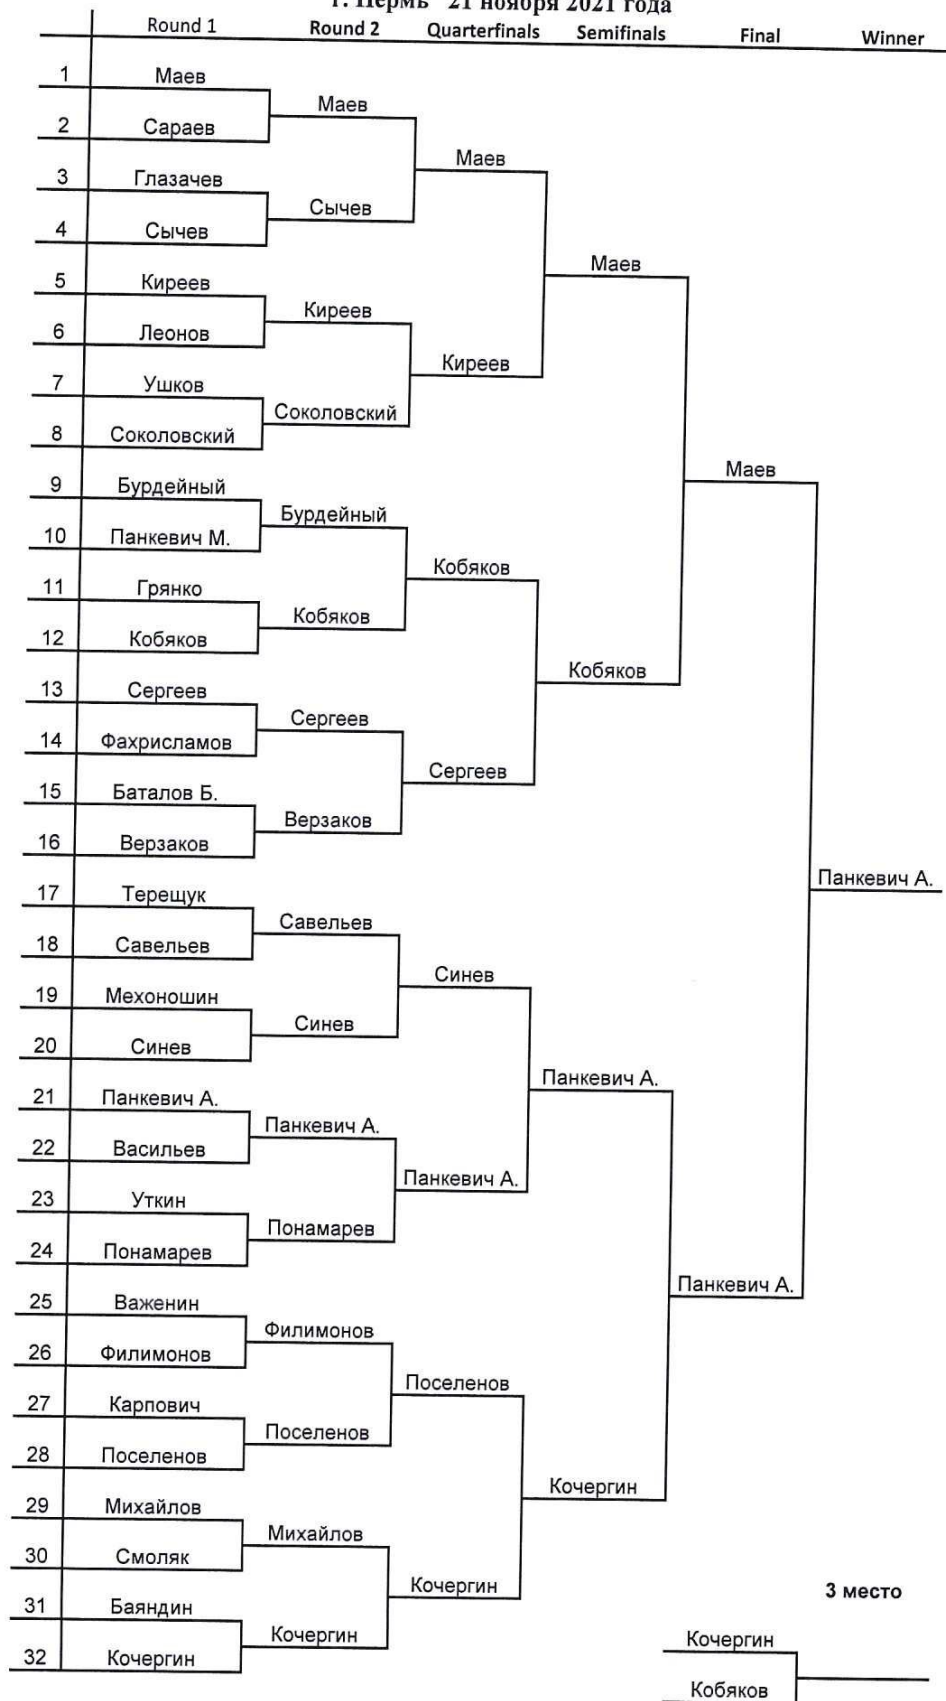 г. Пермь 21 ноября 2021 года
Round 1 Round 2 Quarterfinals Semifinals Final Winner
1 Маев
Маев
2 Сараев
Маев
3 Глазачев
Сычев
4 Сычев
Маев
5 Киреев
Киреев
6 Леонов
Киреев
7 Ушков
Соколовский
8 Соколовский
Маев
9 Бурдейный
Бурдейный
10 Панкевич М.
Кобяков
11 Грянко
Кобяков
12 Кобяков
Кобяков
13 Сергеев
Сергеев
14 Фахрисламов
Сергеев
15 Баталов Б.
Верзаков
16 Верзаков
Панкевич А.
17 Терещук
Савельев
18 Савельев
Синев
19 Мехоношин
Синев
20 Синев
Панкевич А.
21 Панкевич А.
Панкевич А.
22 Васильев
Панкевич А.
23 Уткин
Понамарев
24 Понамарев
Панкевич А.
25 Важенин
Филимонов
26 Филимонов
Поселенов
27 Карпович
Поселенов
28 Поселенов
Кочергин
29 Михайлов
Михайлов
30 Смоляк
Кочергин
31 Баяндин
Кочергин
32 Кочергин
3 место
Кочергин
Кобяков